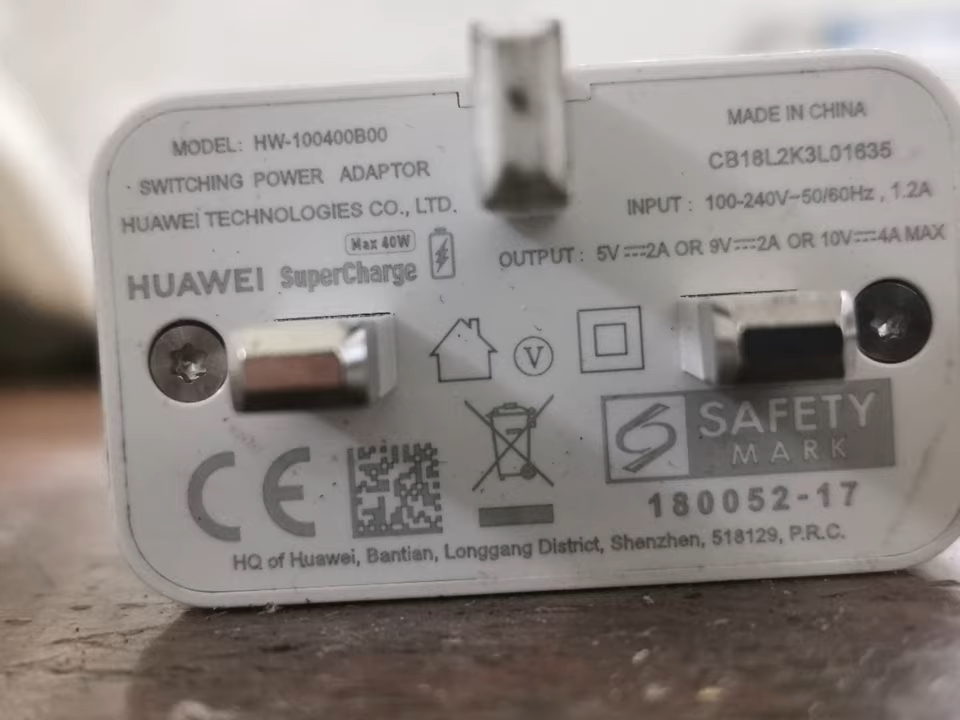 MODEL: HW-100400B00
SWITCHING POWER ADAPTOR
HUAWEI TECHNOLOGIES CO., LTD.
Max 40W
HUAWEI SuperCharge
MADE IN CHINA
CB18L2K3L01635
INPUT : 100-240V~50/60Hz , 1.2A
OUTPUT : 5V⎓2A OR 9V⎓2A OR 10V⎓4A MAX
V
CE
SAFETY
MARK
180052-17
HQ of Huawei, Bantian, Longgang District, Shenzhen, 518129, P.R.C.